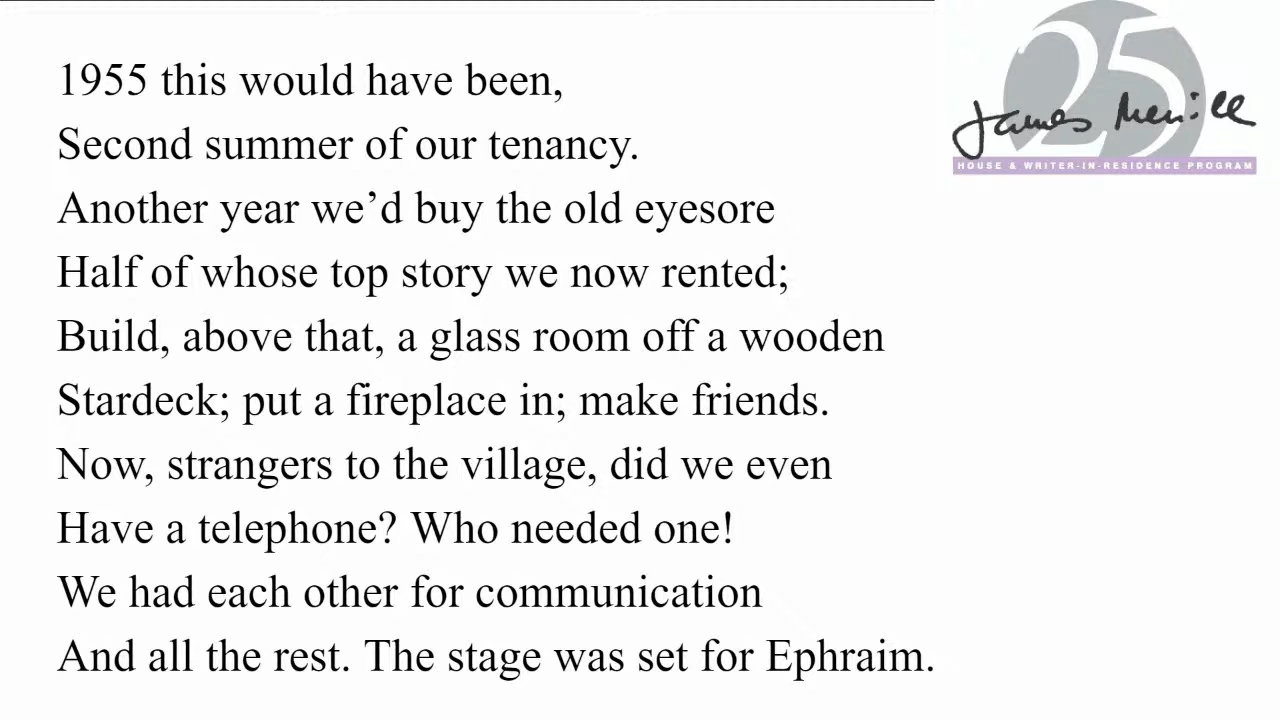 1955 this would have been,
Second summer of our tenancy.
Another year we’d buy the old eyesore
Half of whose top story we now rented;
Build, above that, a glass room off a wooden
Stardeck; put a fireplace in; make friends.
Now, strangers to the village, did we even
Have a telephone? Who needed one!
We had each other for communication
And all the rest. The stage was set for Ephraim.
25
James Merrill
HOUSE & WRITER-IN-RESIDENCE PROGRAM